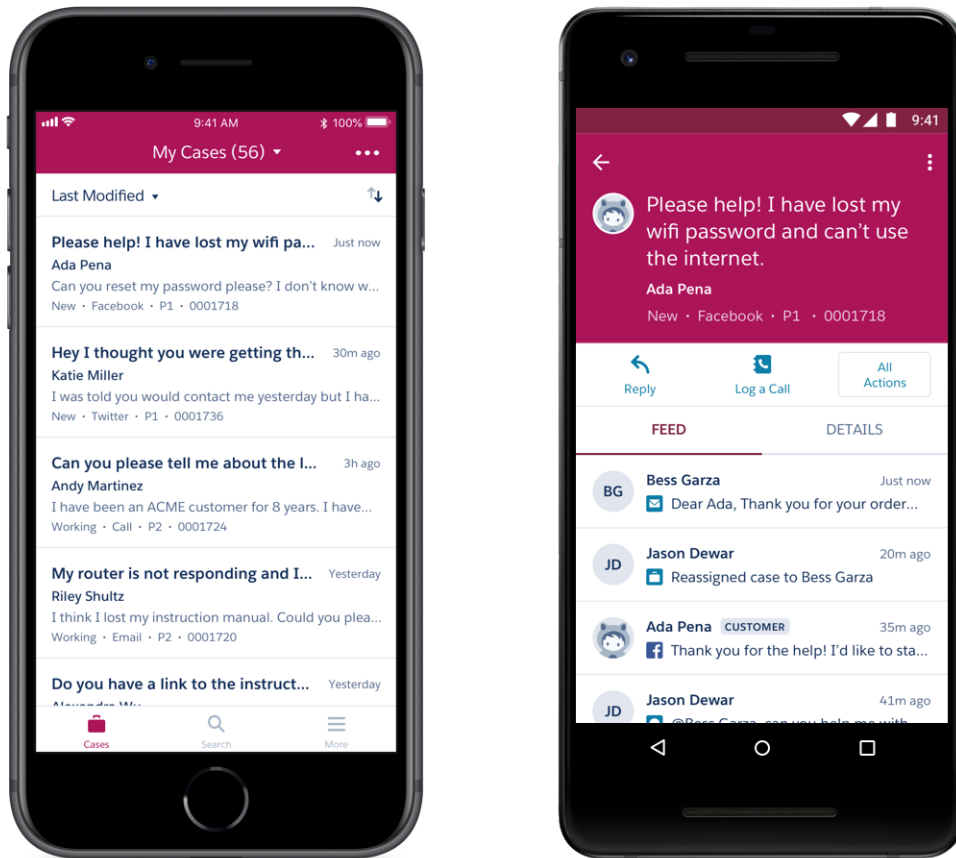 9:41 AM
100%
My Cases (56)
Last Modified
Please help! I have lost my wifi pa... Just now
Ada Pena
Can you reset my password please? I don't know w...
New • Facebook • P1 • 0001718
Hey I thought you were getting th... 30m ago
Katie Miller
I was told you would contact me yesterday but I ha...
New • Twitter • P1 • 0001736
Can you please tell me about the l... 3h ago
Andy Martinez
I have been an ACME customer for 8 years. I have...
Working • Call • P2 • 0001724
My router is not responding and I... Yesterday
Riley Shultz
I think I lost my instruction manual. Could you plea...
Working • Email • P2 • 0001720
Do you have a link to the instruct... Yesterday
Cases Search More
9:41
Please help! I have lost my
wifi password and can't use
the internet.
Ada Pena
New • Facebook • P1 • 0001718
Reply Log a Call All
Actions
FEED DETAILS
BG Bess Garza Just now
Dear Ada, Thank you for your order...
JD Jason Dewar 20m ago
Reassigned case to Bess Garza
Ada Pena CUSTOMER 35m ago
Thank you for the help! I'd like to sta...
JD Jason Dewar 41m ago
@Bess Garza, can you help me with